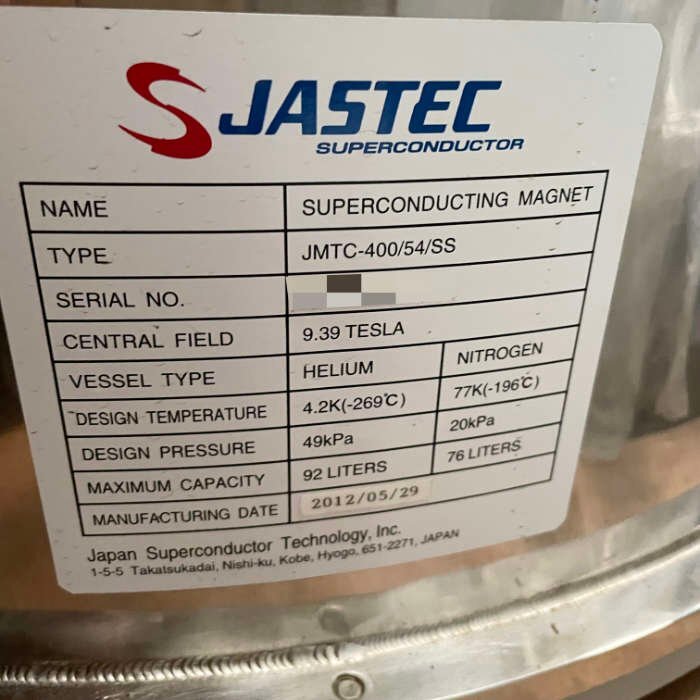 JASTEC
SUPERCONDUCTOR
NAME SUPERCONDUCTING MAGNET
TYPE JMTC-400/54/SS
SERIAL NO.
CENTRAL FIELD 9.39 TESLA
VESSEL TYPE HELIUM NITROGEN
DESIGN TEMPERATURE 4.2K(-269℃) 77K(-196℃)
DESIGN PRESSURE 49kPa 20kPa
MAXIMUM CAPACITY 92 LITERS 76 LITERS
MANUFACTURING DATE 2012/05/29
Japan Superconductor Technology, Inc.
1-5-5 Takatsukadai, Nishi-ku, Kobe, Hyogo, 651-2271, JAPAN